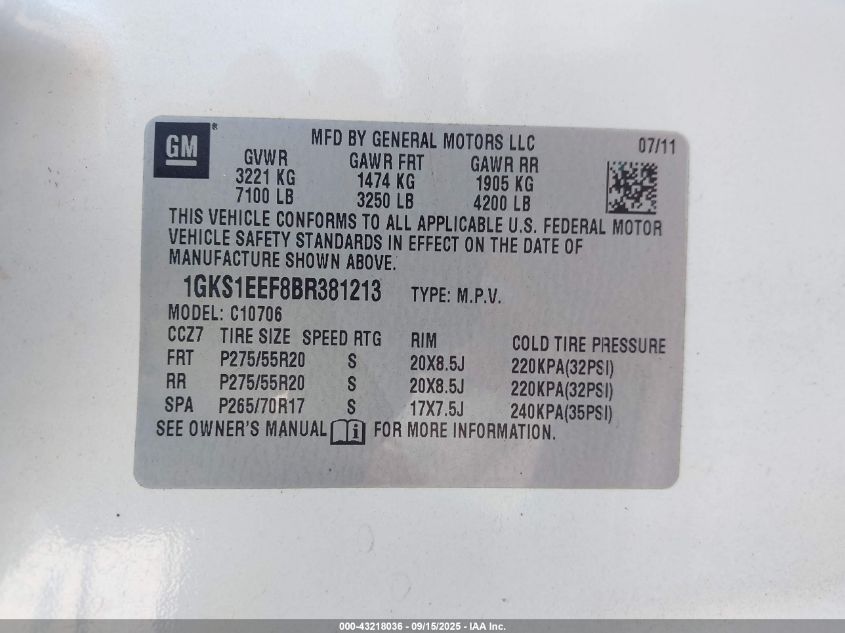 GM®
MFD BY GENERAL MOTORS LLC 07/11
GVWR GAWR FRT GAWR RR
3221 KG 1474 KG 1905 KG
7100 LB 3250 LB 4200 LB
THIS VEHICLE CONFORMS TO ALL APPLICABLE U.S. FEDERAL MOTOR
VEHICLE SAFETY STANDARDS IN EFFECT ON THE DATE OF
MANUFACTURE SHOWN ABOVE.
1GKS1EEF8BR381213 TYPE: M.P.V.
MODEL: C10706
CCZ7 TIRE SIZE SPEED RTG RIM COLD TIRE PRESSURE
FRT P275/55R20 S 20X8.5J 220KPA(32PSI)
RR P275/55R20 S 20X8.5J 220KPA(32PSI)
SPA P265/70R17 S 17X7.5J 240KPA(35PSI)
SEE OWNER'S MANUAL i FOR MORE INFORMATION.
000-43218036 - 09/15/2025 - IAA Inc.